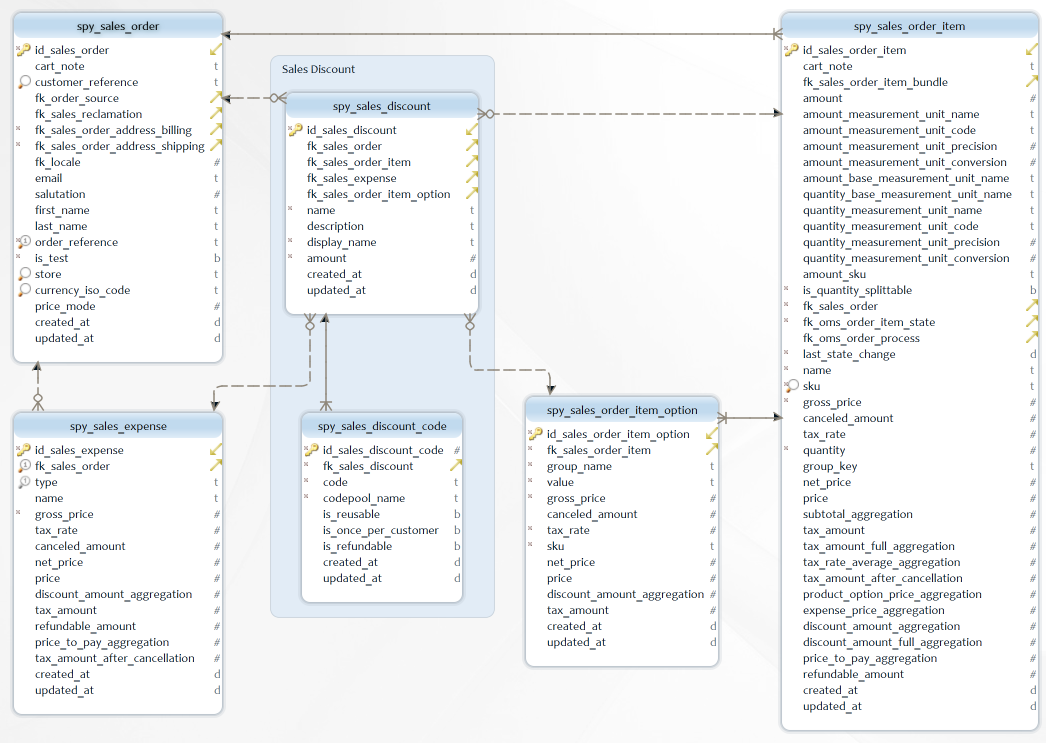 spy_sales_order
id_sales_order
cart_note t
customer_reference t
fk_order_source
fk_sales_reclamation
fk_sales_order_address_billing
fk_sales_order_address_shipping
fk_locale #
email t
salutation #
first_name t
last_name t
order_reference t
is_test b
store t
currency_iso_code t
price_mode #
created_at d
updated_at d
Sales Discount
spy_sales_discount
id_sales_discount
fk_sales_order
fk_sales_order_item
fk_sales_expense
fk_sales_order_item_option
name t
description t
display_name t
amount #
created_at d
updated_at d
spy_sales_order_item
id_sales_order_item
cart_note t
fk_sales_order_item_bundle
amount #
amount_measurement_unit_name t
amount_measurement_unit_code t
amount_measurement_unit_precision #
amount_measurement_unit_conversion #
amount_base_measurement_unit_name t
quantity_base_measurement_unit_name t
quantity_measurement_unit_name t
quantity_measurement_unit_code t
quantity_measurement_unit_precision #
quantity_measurement_unit_conversion #
amount_sku t
is_quantity_splittable b
fk_sales_order
fk_oms_order_item_state
fk_oms_order_process
last_state_change d
name t
sku t
gross_price #
canceled_amount #
tax_rate #
quantity #
group_key t
net_price #
price #
subtotal_aggregation #
tax_amount #
tax_amount_full_aggregation #
tax_rate_average_aggregation #
tax_amount_after_cancellation #
product_option_price_aggregation #
expense_price_aggregation #
discount_amount_aggregation #
discount_amount_full_aggregation #
price_to_pay_aggregation #
refundable_amount #
created_at d
updated_at d
spy_sales_expense
id_sales_expense
fk_sales_order
type t
name t
gross_price #
tax_rate #
canceled_amount #
net_price #
price #
discount_amount_aggregation #
tax_amount #
refundable_amount #
price_to_pay_aggregation #
tax_amount_after_cancellation #
created_at d
updated_at d
spy_sales_discount_code
id_sales_discount_code #
fk_sales_discount
code t
codepool_name t
is_reusable b
is_once_per_customer b
is_refundable b
created_at d
updated_at d
spy_sales_order_item_option
id_sales_order_item_option
fk_sales_order_item
group_name t
value t
gross_price #
canceled_amount #
tax_rate #
sku t
net_price #
price #
discount_amount_aggregation #
tax_amount #
created_at d
updated_at d